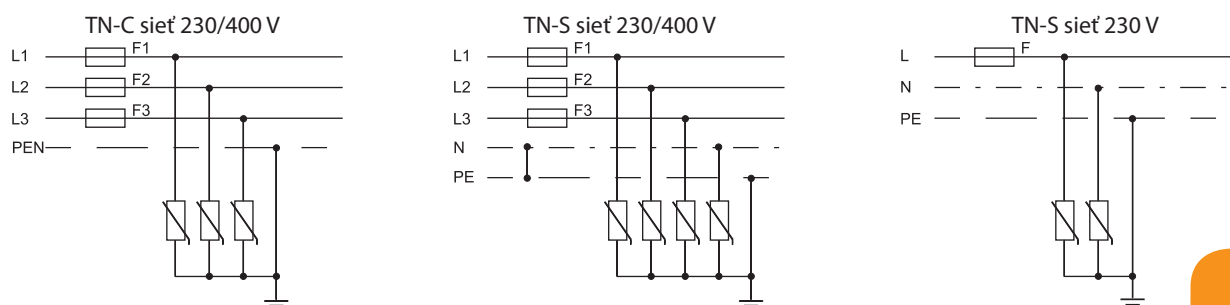 TN-C sieť 230/400 V
L1 F1
L2 F2
L3 F3
PEN
TN-S sieť 230/400 V
L1 F1
L2 F2
L3 F3
N
PE
TN-S sieť 230 V
L F
N
PE